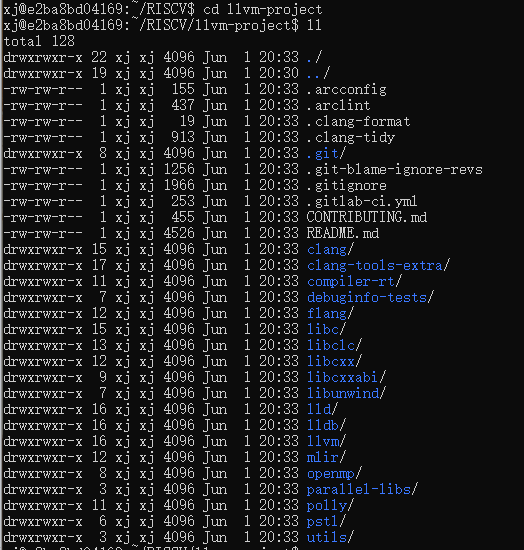 xj@e2ba8bd04169:~/RISCV$ cd llvm-project
xj@e2ba8bd04169:~/RISCV/llvm-project$ ll
total 128
drwxrwxr-x 22 xj xj 4096 Jun  1 20:33 ./
drwxrwxr-x 19 xj xj 4096 Jun  1 20:30 ../
-rw-rw-r--  1 xj xj  155 Jun  1 20:33 .arcconfig
-rw-rw-r--  1 xj xj  437 Jun  1 20:33 .arclint
-rw-rw-r--  1 xj xj   19 Jun  1 20:33 .clang-format
-rw-rw-r--  1 xj xj  913 Jun  1 20:33 .clang-tidy
drwxrwxr-x  8 xj xj 4096 Jun  1 20:33 .git/
-rw-rw-r--  1 xj xj 1256 Jun  1 20:33 .git-blame-ignore-revs
-rw-rw-r--  1 xj xj 1966 Jun  1 20:33 .gitignore
-rw-rw-r--  1 xj xj  253 Jun  1 20:33 .gitlab-ci.yml
-rw-rw-r--  1 xj xj  455 Jun  1 20:33 CONTRIBUTING.md
-rw-rw-r--  1 xj xj 4526 Jun  1 20:33 README.md
drwxrwxr-x 15 xj xj 4096 Jun  1 20:33 clang/
drwxrwxr-x 17 xj xj 4096 Jun  1 20:33 clang-tools-extra/
drwxrwxr-x 11 xj xj 4096 Jun  1 20:33 compiler-rt/
drwxrwxr-x  7 xj xj 4096 Jun  1 20:33 debuginfo-tests/
drwxrwxr-x 12 xj xj 4096 Jun  1 20:33 flang/
drwxrwxr-x 15 xj xj 4096 Jun  1 20:33 libc/
drwxrwxr-x 13 xj xj 4096 Jun  1 20:33 libclc/
drwxrwxr-x 12 xj xj 4096 Jun  1 20:33 libcxx/
drwxrwxr-x  9 xj xj 4096 Jun  1 20:33 libcxxabi/
drwxrwxr-x  7 xj xj 4096 Jun  1 20:33 libunwind/
drwxrwxr-x 16 xj xj 4096 Jun  1 20:33 lld/
drwxrwxr-x 16 xj xj 4096 Jun  1 20:33 lldb/
drwxrwxr-x 16 xj xj 4096 Jun  1 20:33 llvm/
drwxrwxr-x 12 xj xj 4096 Jun  1 20:33 mlir/
drwxrwxr-x  8 xj xj 4096 Jun  1 20:33 openmp/
drwxrwxr-x  3 xj xj 4096 Jun  1 20:33 parallel-libs/
drwxrwxr-x 11 xj xj 4096 Jun  1 20:33 polly/
drwxrwxr-x  6 xj xj 4096 Jun  1 20:33 pstl/
drwxrwxr-x  3 xj xj 4096 Jun  1 20:33 utils/